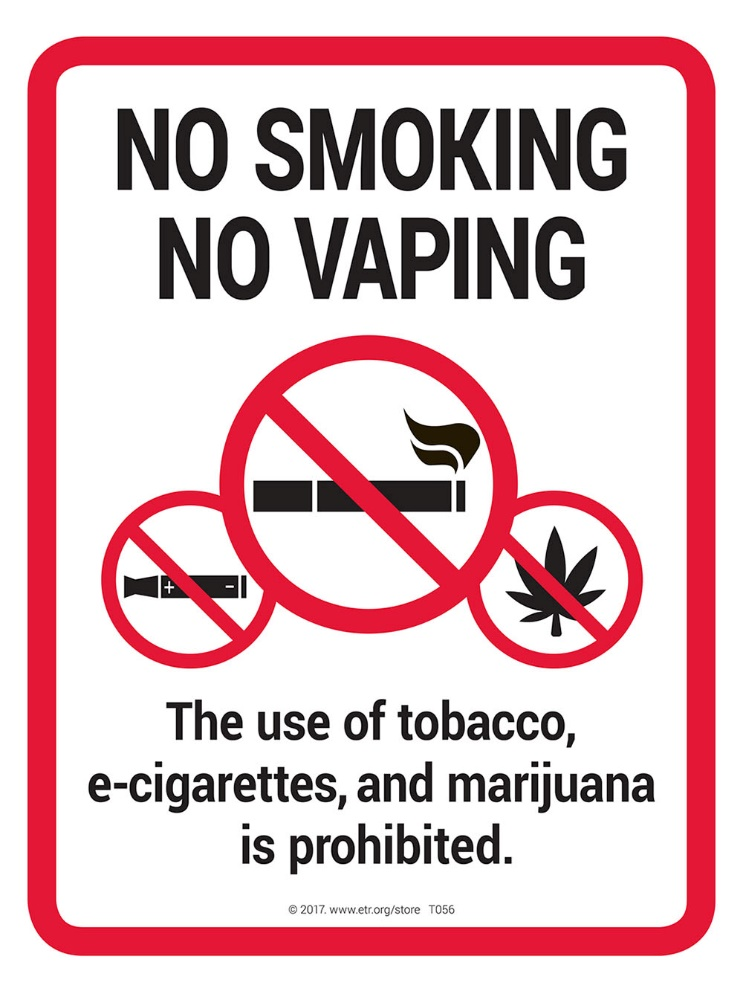 NO SMOKING
NO VAPING
+ −
The use of tobacco,
e-cigarettes, and marijuana
is prohibited.
© 2017. www.etr.org/store T056